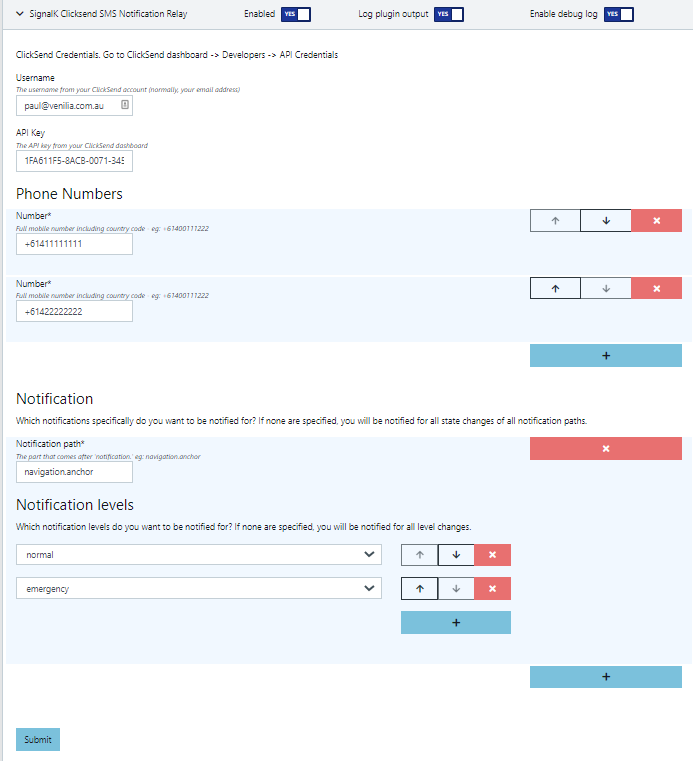 SignalK Clicksend SMS Notification Relay Enabled YES Log plugin output YES Enable debug log YES
ClickSend Credentials. Go to ClickSend dashboard -> Developers -> API Credentials
Username
The username from your ClickSend account (normally, your email address)
paul@venilia.com.au
API Key
The API key from your ClickSend dashboard
1FA611F5-8ACB-0071-345
Phone Numbers
Number*
Full mobile number including country code - eg: +61400111222
+61411111111
Number*
Full mobile number including country code - eg: +61400111222
+61422222222
+
Notification
Which notifications specifically do you want to be notified for? If none are specified, you will be notified for all state changes of all notification paths.
Notification path*
The part that comes after 'notification.' eg: navigation.anchor
navigation.anchor
Notification levels
Which notification levels do you want to be notified for? If none are specified, you will be notified for all level changes.
normal
emergency
+
+
Submit